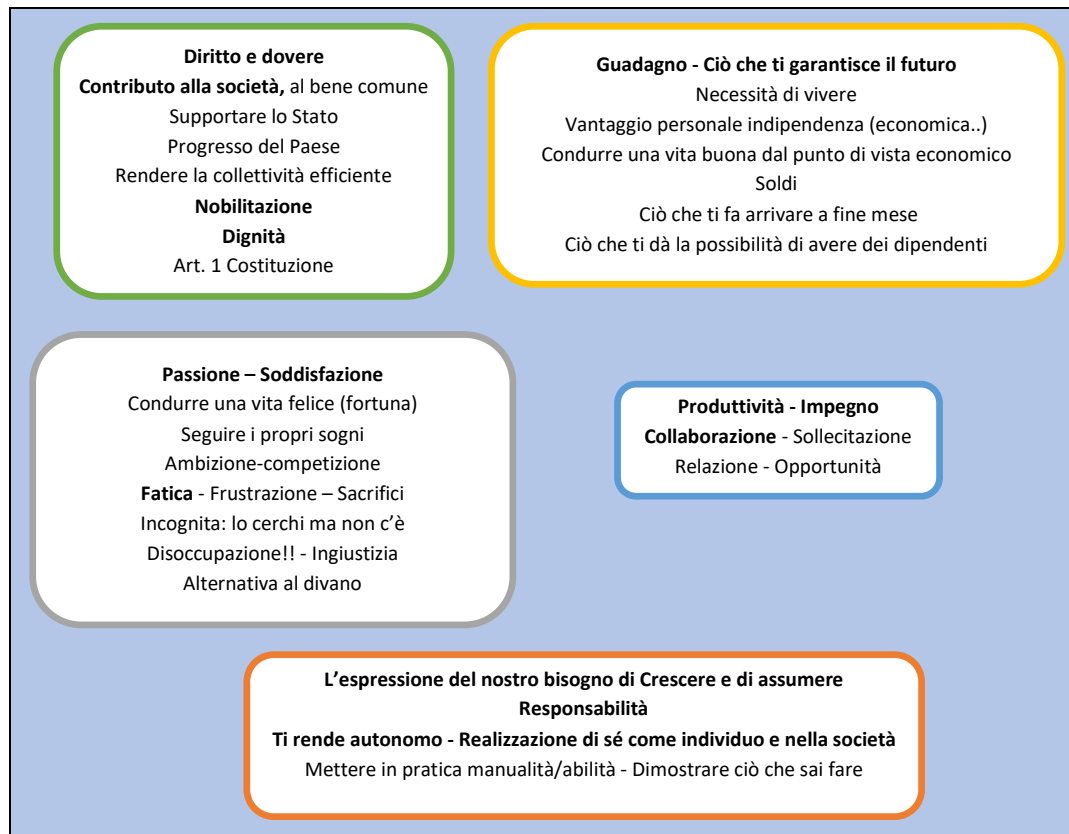 Diritto e dovere
Contributo alla società, al bene comune
Supportare lo Stato
Progresso del Paese
Rendere la collettività efficiente
Nobilitazione
Dignità
Art. 1 Costituzione
Guadagno - Ciò che ti garantisce il futuro
Necessità di vivere
Vantaggio personale indipendenza (economica..)
Condurre una vita buona dal punto di vista economico
Soldi
Ciò che ti fa arrivare a fine mese
Ciò che ti dà la possibilità di avere dei dipendenti
Passione – Soddisfazione
Condurre una vita felice (fortuna)
Seguire i propri sogni
Ambizione-competizione
Fatica - Frustrazione – Sacrifici
Incognita: lo cerchi ma non c’è
Disoccupazione!! - Ingiustizia
Alternativa al divano
Produttività - Impegno
Collaborazione - Sollecitazione
Relazione - Opportunità
L’espressione del nostro bisogno di Crescere e di assumere
Responsabilità
Ti rende autonomo - Realizzazione di sé come individuo e nella società
Mettere in pratica manualità/abilità - Dimostrare ciò che sai fare